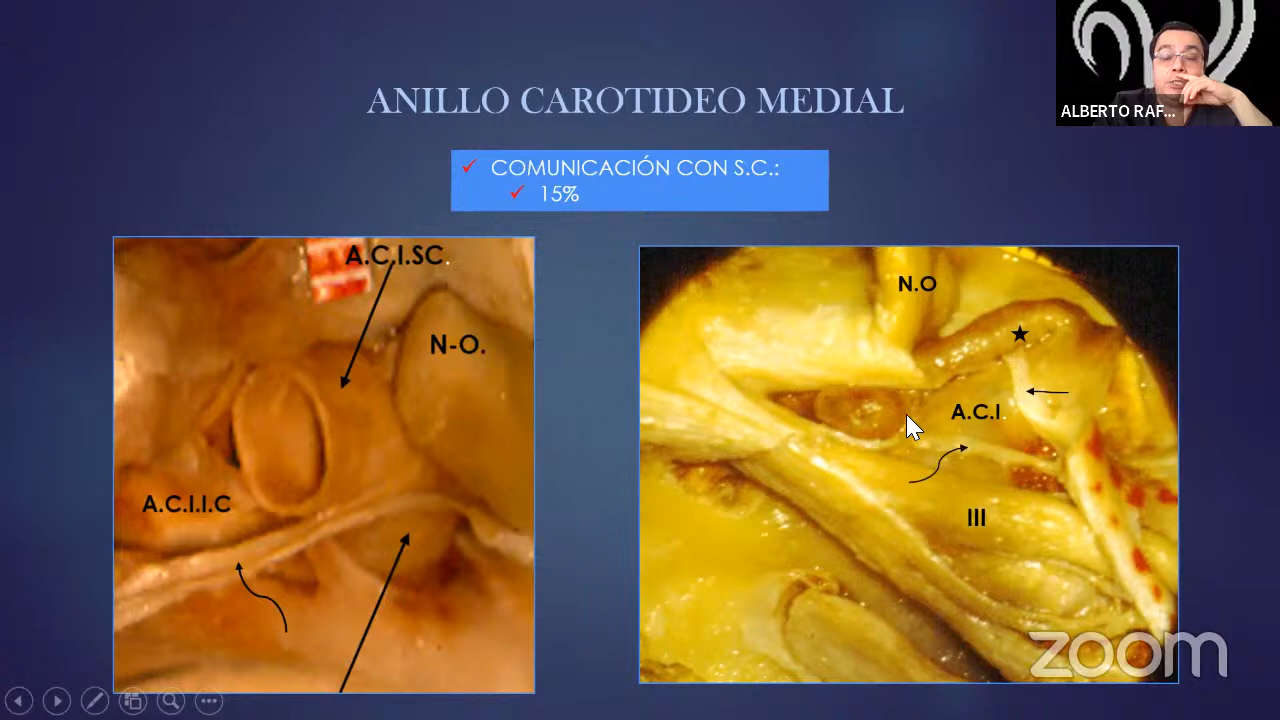 ALBERTO RAF...
ANILLO CAROTIDEO MEDIAL
COMUNICACIÓN CON S.C.:
15%
A.C.I.SC.
N-O.
A.C.I.I.C
N.O
A.C.I.
III
zoom